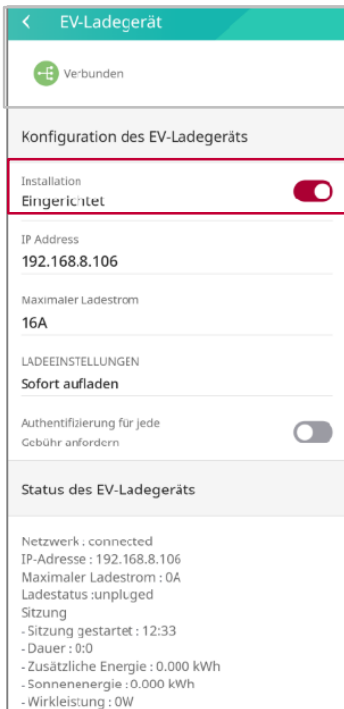 EV-Ladegerät
Verbunden
Konfiguration des EV-Ladegeräts
Installation
Eingerichtet
IP Address
192.168.8.106
Maximaler Ladestrom
16A
LADEEINSTELLUNGEN
Sofort aufladen
Authentifizierung für jede
Gebühr anfordern
Status des EV-Ladegeräts
Netzwerk : connected
IP-Adresse : 192.168.8.106
Maximaler Ladestrom : 0A
Ladestatus :unpluged
Sitzung
- Sitzung gestartet : 12:33
- Dauer : 0:0
- Zusätzliche Energie : 0.000 kWh
- Sonnenenergie : 0.000 kWh
- Wirkleistung : 0W